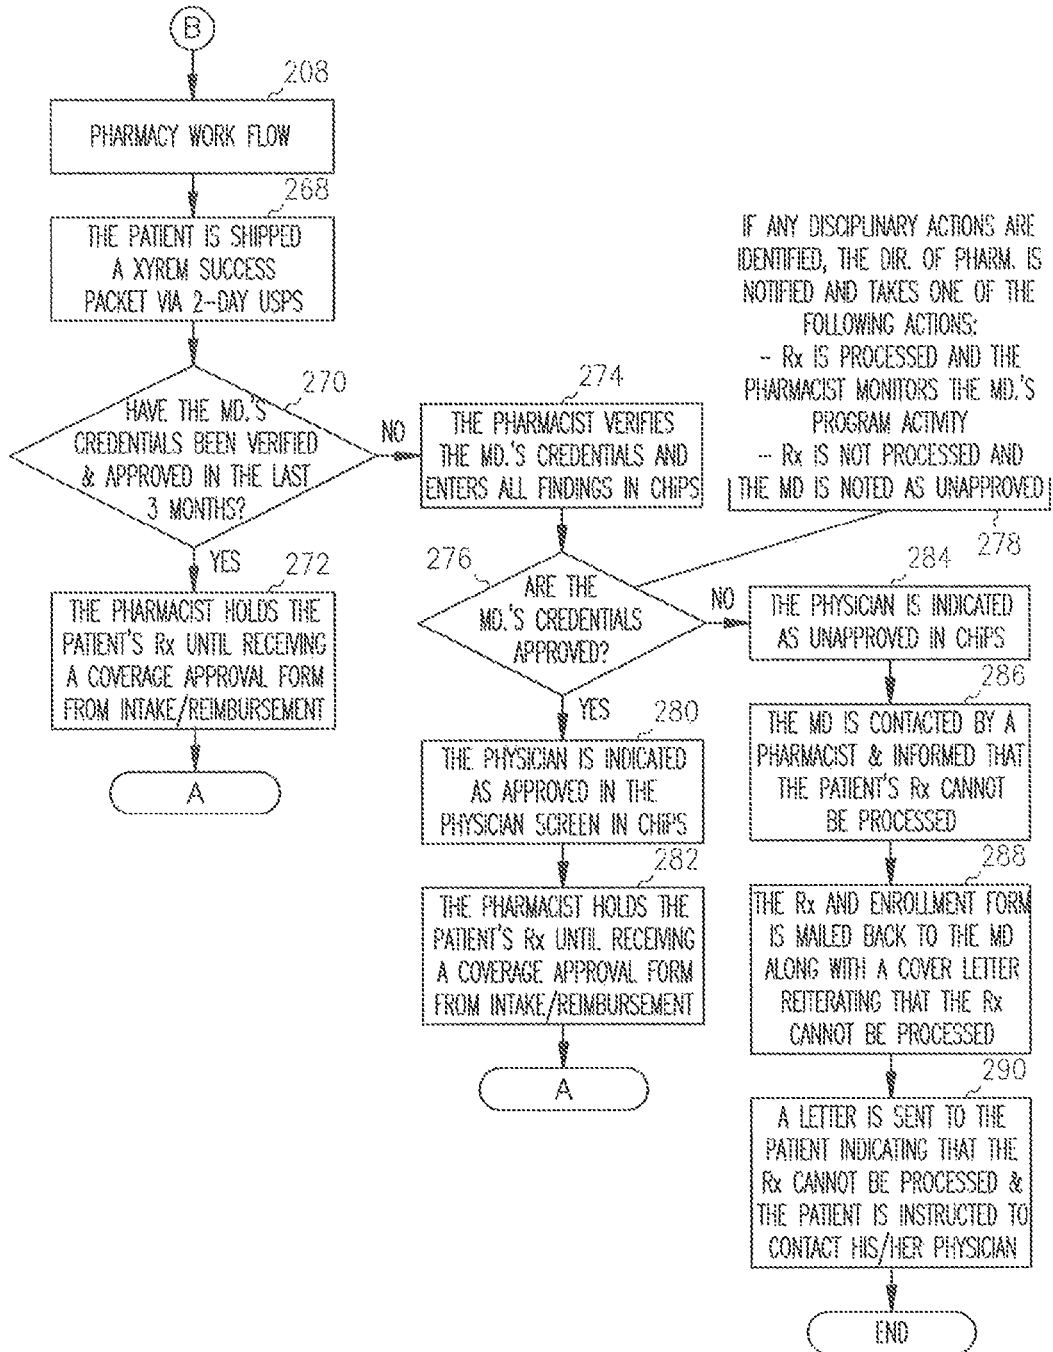 B
208
PHARMACY WORK FLOW
268
THE PATIENT IS SHIPPED
A XYREM SUCCESS
PACKET VIA 2-DAY USPS
270
HAVE THE MD.'S
CREDENTIALS BEEN VERIFIED
& APPROVED IN THE LAST
3 MONTHS?
NO
YES
272
THE PHARMACIST HOLDS THE
PATIENT'S Rx UNTIL RECEIVING
A COVERAGE APPROVAL FORM
FROM INTAKE/REIMBURSEMENT
A
274
THE PHARMACIST VERIFIES
THE MD.'S CREDENTIALS AND
ENTERS ALL FINDINGS IN CHIPS
276
ARE THE
MD.'S CREDENTIALS
APPROVED?
NO
YES
280
THE PHYSICIAN IS INDICATED
AS APPROVED IN THE
PHYSICIAN SCREEN IN CHIPS
282
THE PHARMACIST HOLDS THE
PATIENT'S Rx UNTIL RECEIVING
A COVERAGE APPROVAL FORM
FROM INTAKE/REIMBURSEMENT
A
IF ANY DISCIPLINARY ACTIONS ARE
IDENTIFIED, THE DIR. OF PHARM. IS
NOTIFIED AND TAKES ONE OF THE
FOLLOWING ACTIONS:
-- Rx IS PROCESSED AND THE
PHARMACIST MONITORS THE MD.'S
PROGRAM ACTIVITY
-- Rx IS NOT PROCESSED AND
THE MD IS NOTED AS UNAPPROVED
278
284
THE PHYSICIAN IS INDICATED
AS UNAPPROVED IN CHIPS
286
THE MD IS CONTACTED BY A
PHARMACIST & INFORMED THAT
THE PATIENT'S Rx CANNOT
BE PROCESSED
288
THE Rx AND ENROLLMENT FORM
IS MAILED BACK TO THE MD
ALONG WITH A COVER LETTER
REITERATING THAT THE Rx
CANNOT BE PROCESSED
290
A LETTER IS SENT TO THE
PATIENT INDICATING THAT THE
Rx CANNOT BE PROCESSED &
THE PATIENT IS INSTRUCTED TO
CONTACT HIS/HER PHYSICIAN
END